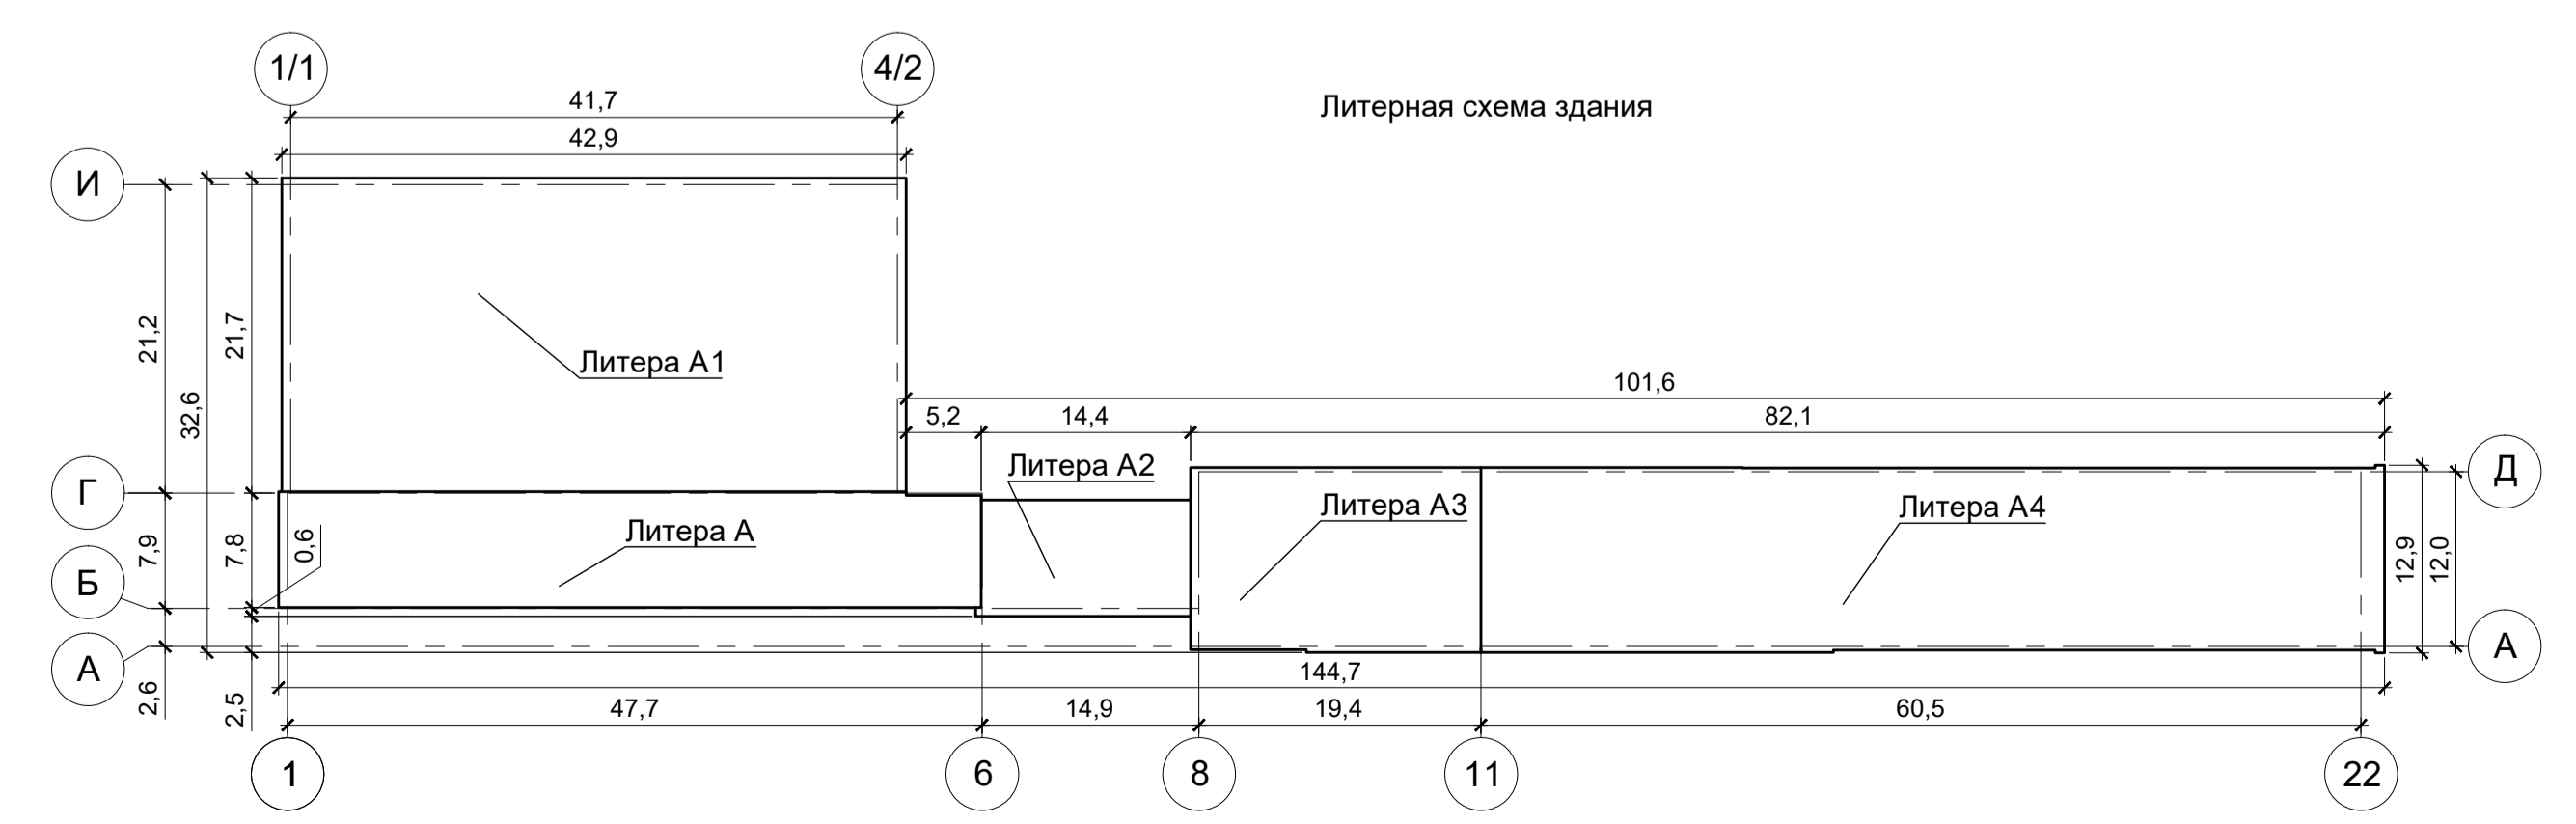 1/1
4/2
41,7
42,9
Литерная схема здания
И
21,2
32,6
21,7
Литера А1
101,6
5,2
14,4
82,1
Литера А2
Г
Д
Литера А3
Литера А4
Литера А
0,6
7,9
7,8
12,9
12,0
Б
А
А
144,7
2,6
2,5
47,7
14,9
19,4
60,5
1
6
8
11
22